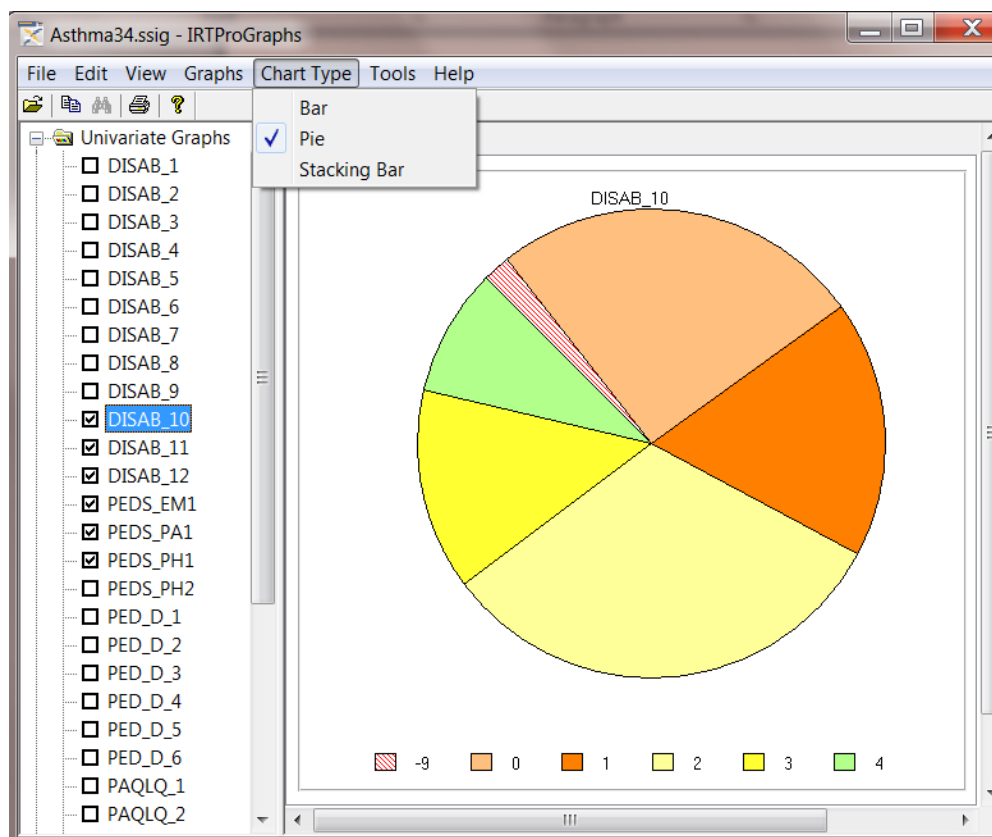 Asthma34.ssig - IRTProGraphs
File Edit View Graphs Chart Type Tools Help
Bar
Pie
Stacking Bar
Univariate Graphs
DISAB_1
DISAB_2
DISAB_3
DISAB_4
DISAB_5
DISAB_6
DISAB_7
DISAB_8
DISAB_9
DISAB_10
DISAB_11
DISAB_12
PEDS_EM1
PEDS_PA1
PEDS_PH1
PEDS_PH2
PED_D_1
PED_D_2
PED_D_3
PED_D_4
PED_D_5
PED_D_6
PAQLQ_1
PAQLQ_2
DISAB_10
-9 0 1 2 3 4